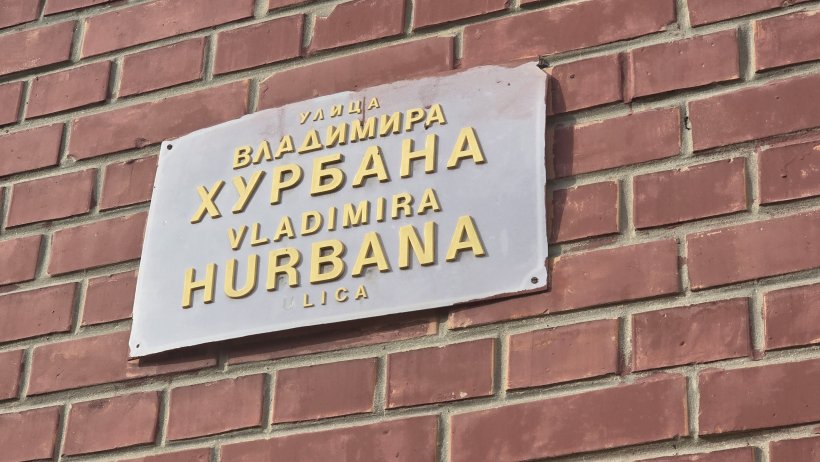 УЛИЦА
ВЛАДИМИРА
ХУРБАНА
VLADIMIRA
HURBANA
ULICA